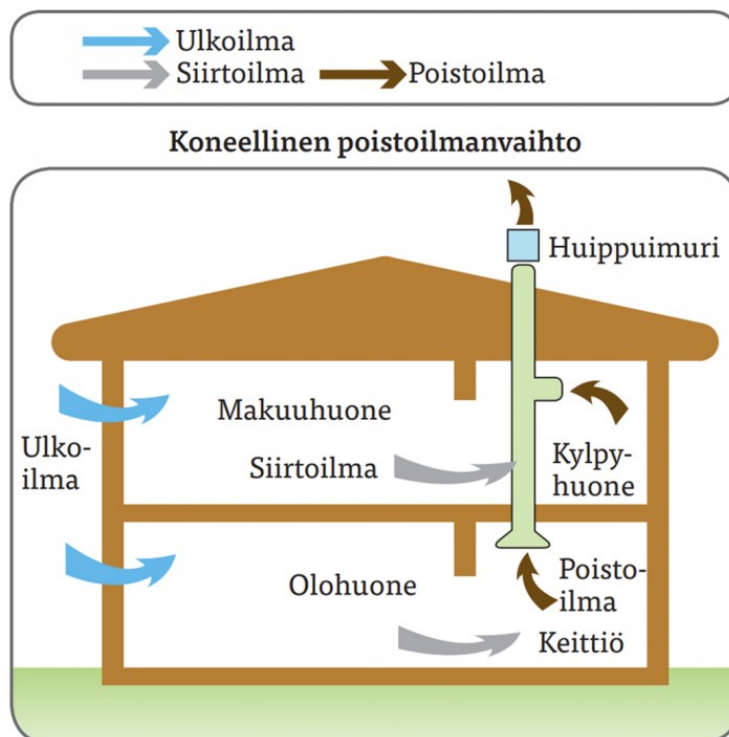 Ulkoilma
Siirtoilma Poistoilma
Koneellinen poistoilmanvaihto
Huippuimuri
Makuuhuone
Ulko-
ilma
Siirtoilma
Kylpy-
huone
Olohuone
Poisto-
ilma
Keittiö